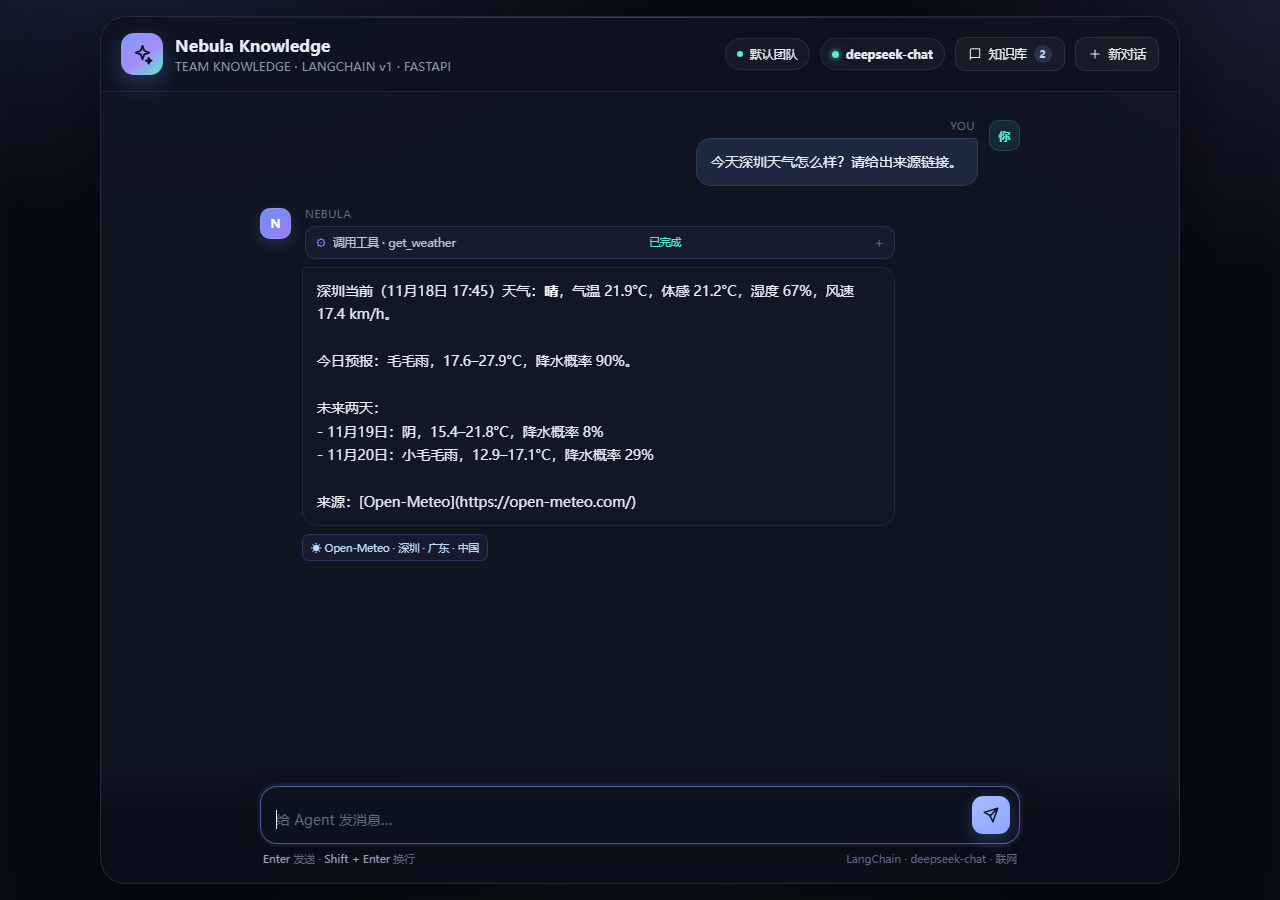 Nebula Knowledge
TEAM KNOWLEDGE · LANGCHAIN v1 · FASTAPI
默认团队
deepseek-chat
知识库 2
+ 新对话
YOU
你
今天深圳天气怎么样？请给出来源链接。
N
NEBULA
调用工具 · get_weather 已完成 +
深圳当前（11月18日 17:45）天气：晴，气温 21.9°C，体感 21.2°C，湿度 67%，风速
17.4 km/h。
今日预报：毛毛雨，17.6–27.9°C，降水概率 90%。
未来两天：
- 11月19日：阴，15.4–21.8°C，降水概率 8%
- 11月20日：小毛毛雨，12.9–17.1°C，降水概率 29%
来源：[Open-Meteo](https://open-meteo.com/)
☀ Open-Meteo · 深圳 · 广东 · 中国
给 Agent 发消息...
Enter 发送 · Shift + Enter 换行
LangChain · deepseek-chat · 联网